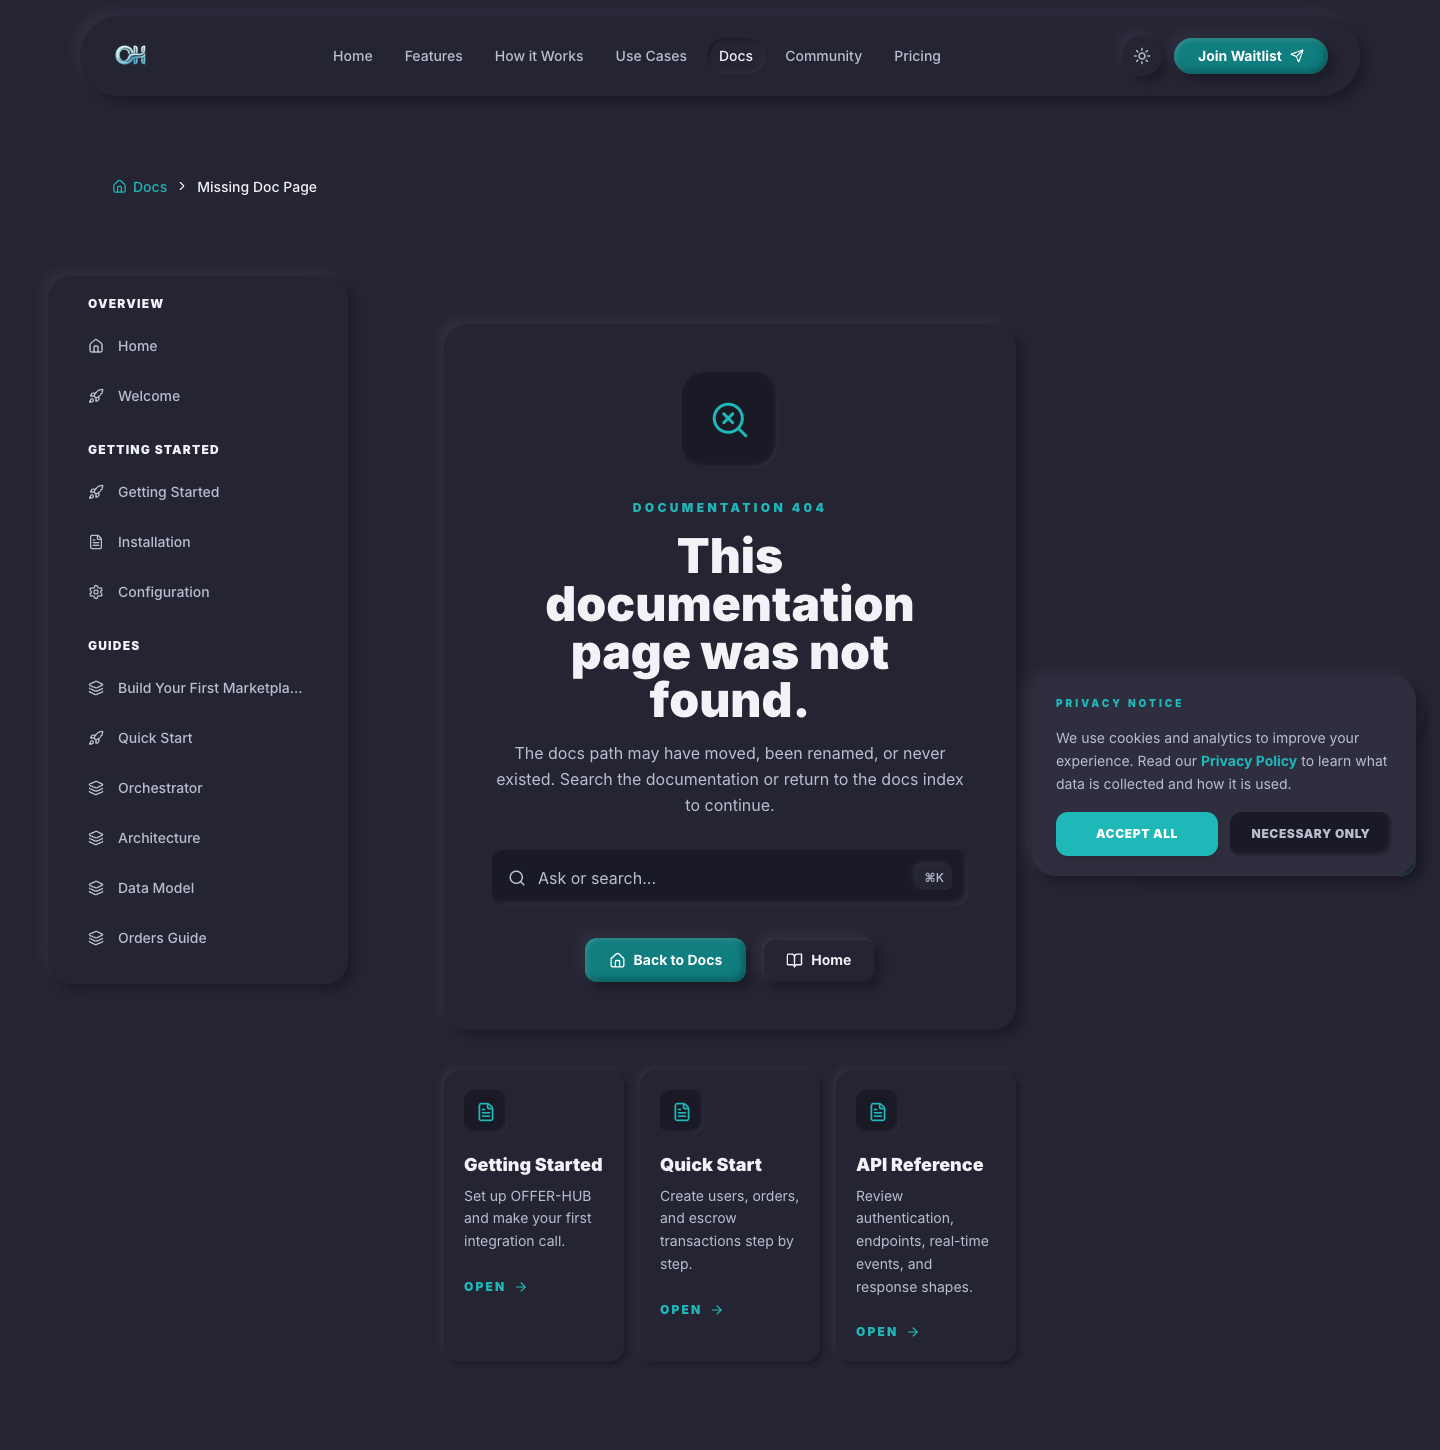 OH
Home Features How it Works Use Cases Docs Community Pricing
Join Waitlist
Docs Missing Doc Page
OVERVIEW
Home
Welcome
GETTING STARTED
Getting Started
Installation
Configuration
GUIDES
Build Your First Marketpla...
Quick Start
Orchestrator
Architecture
Data Model
Orders Guide
DOCUMENTATION 404
This
documentation
page was not
found.
The docs path may have moved, been renamed, or never
existed. Search the documentation or return to the docs index
to continue.
Ask or search...
⌘K
Back to Docs
Home
Getting Started
Set up OFFER-HUB
and make your first
integration call.
OPEN
Quick Start
Create users, orders,
and escrow
transactions step by
step.
OPEN
API Reference
Review
authentication,
endpoints, real-time
events, and
response shapes.
OPEN
PRIVACY NOTICE
We use cookies and analytics to improve your
experience. Read our Privacy Policy to learn what
data is collected and how it is used.
ACCEPT ALL
NECESSARY ONLY